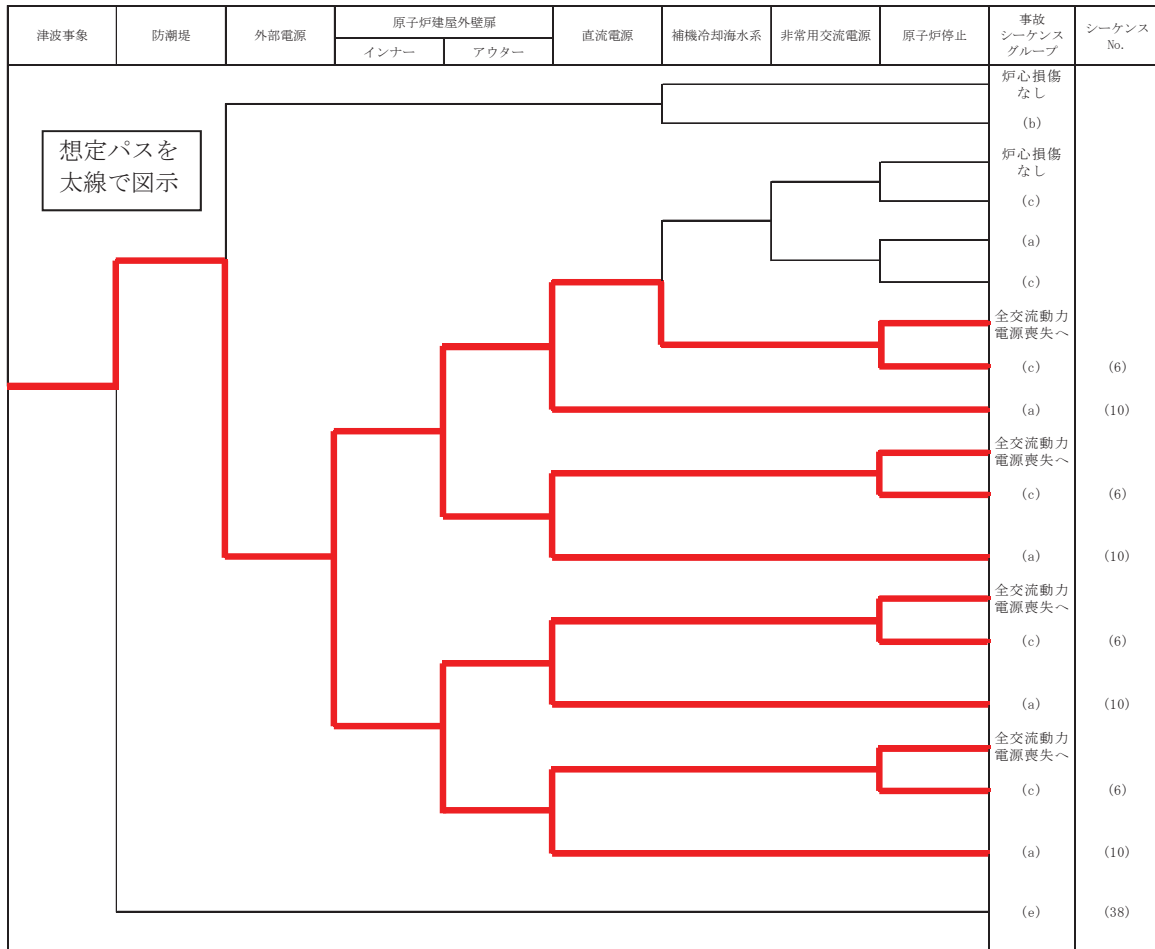 津波事象
防潮堤
外部電源
原子炉建屋外壁扉
インナー
アウター
直流電源
補機冷却海水系
非常用交流電源
原子炉停止
事故
シーケンス
グループ
シーケンス
No.
想定パスを
太線で図示
炉心損傷
なし
(b)
炉心損傷
なし
(c)
(a)
(c)
全交流動力
電源喪失へ
(c) (6)
(a) (10)
全交流動力
電源喪失へ
(c) (6)
(a) (10)
全交流動力
電源喪失へ
(c) (6)
(a) (10)
全交流動力
電源喪失へ
(c) (6)
(a) (10)
(e) (38)